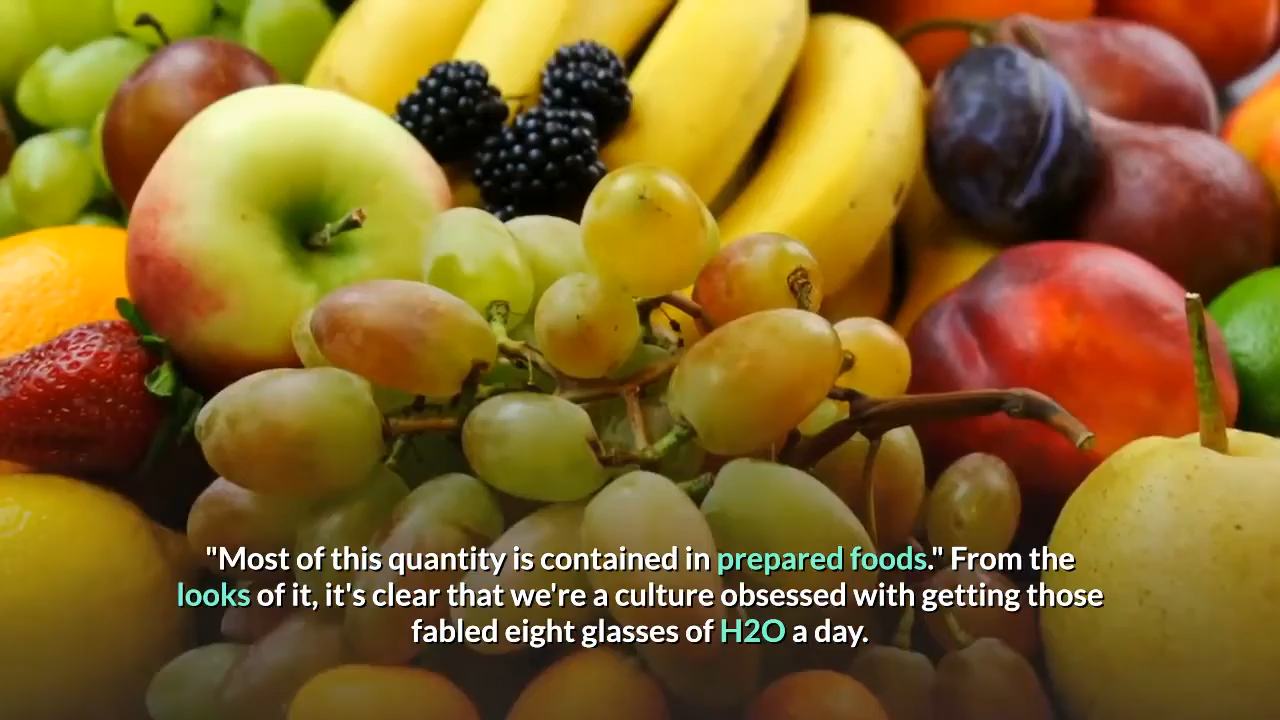 "Most of this quantity is contained in prepared foods." From the
looks of it, it's clear that we're a culture obsessed with getting those
fabled eight glasses of H2O a day.